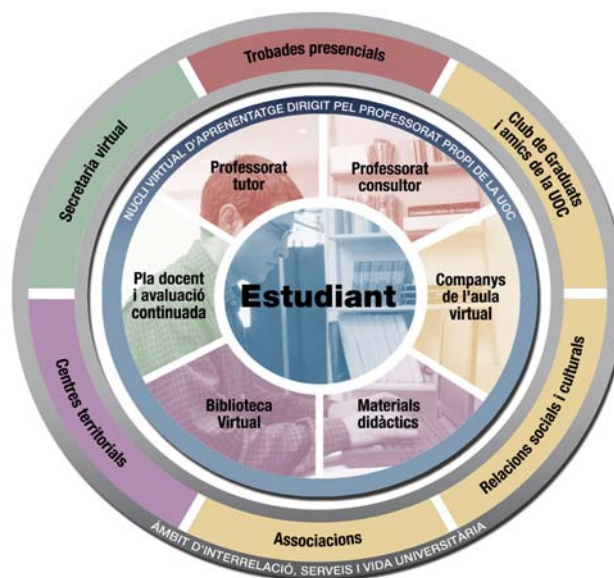 Trobades presencials
Club de Graduats
i amics de la UOC
Relacions socials i culturals
Associacions
Centres territorials
Secretaria virtual
NUCLI VIRTUAL D'APRENENTATGE DIRIGIT PEL PROFESSORAT PROPI DE LA UOC
Professorat
tutor
Professorat
consultor
Pla docent
i avaluació
continuada
Estudiant
Companys
de l'aula
virtual
Biblioteca
Virtual
Materials
didàctics
ÀMBIT D'INTERRELACIÓ, SERVEIS I VIDA UNIVERSITÀRIA